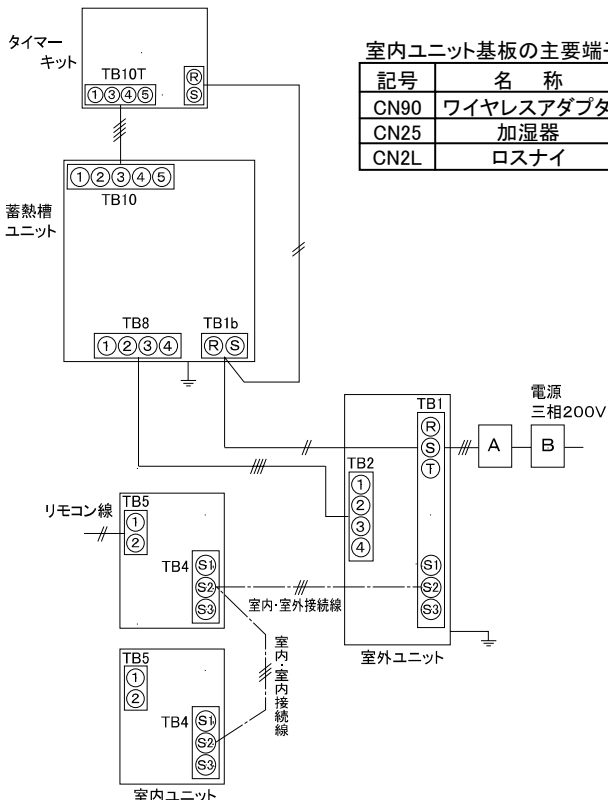 タイマー
キット
TB10T
①③④⑤
Ⓡ
Ⓢ
室内ユニット基板の主要端子
記号 名 称
CN90 ワイヤレスアダプタ
CN25 加湿器
CN2L ロスナイ
①②③④⑤
TB10
蓄熱槽
ユニット
TB8 TB1b
①②③④ ⓇⓈ
TB1
R
S
T
電源
三相200V
A B
TB2
①
②
③
④
S1
S2
S3
リモコン線
TB5
①
②
TB4
S1
S2
S3
室内・室外接続線
室外ユニット
室内・室内接続線
TB5
①
②
TB4
S1
S2
S3
室内ユニット